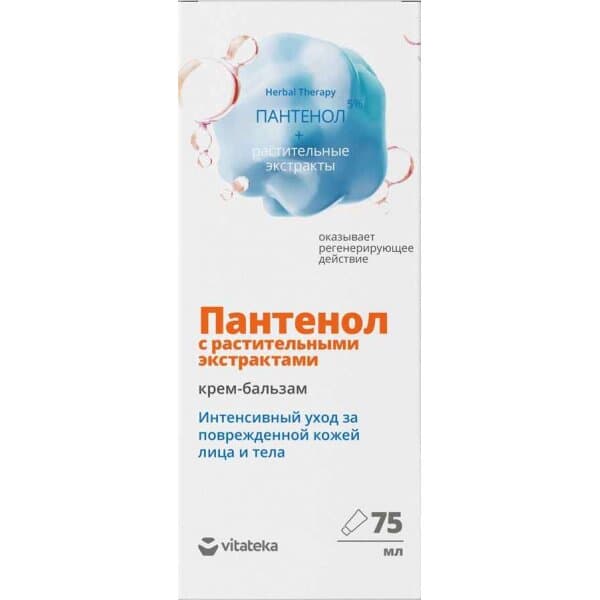 Herbal Therapy
ПАНТЕНОЛ 5%
+
растительные
экстракты
оказывает
регенерирующее
действие
Пантенол
с растительными
экстрактами
крем-бальзам
Интенсивный уход за
поврежденной кожей
лица и тела
75
мл
vitateka